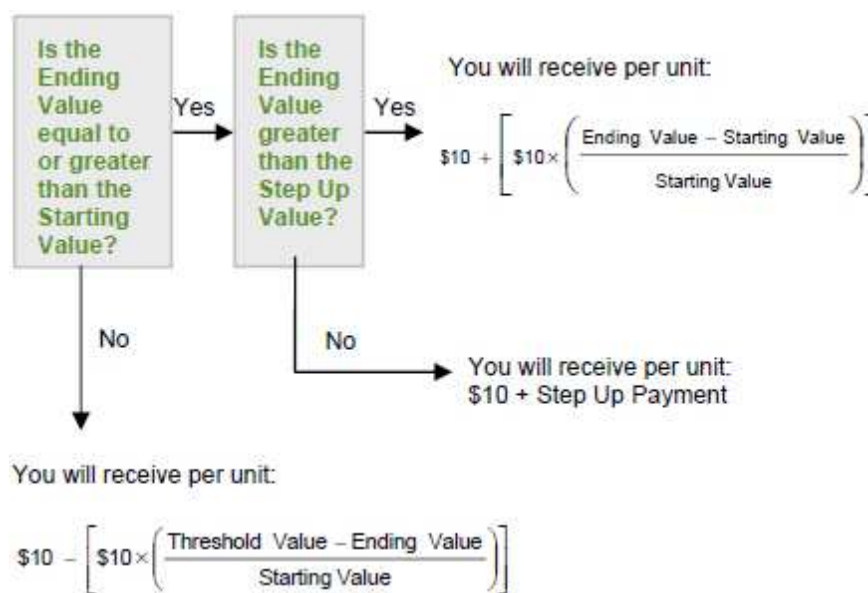 Is the
Ending
Value
equal to
or greater
than the
Starting
Value?
Yes
Is the
Ending
Value
greater
than the
Step Up
Value?
Yes
You will receive per unit:
$10 + [ $10 × ( Ending Value – Starting Value
Starting Value ) ]
No
No
You will receive per unit:
$10 + Step Up Payment
You will receive per unit:
$10 – [ $10 × ( Threshold Value – Ending Value
Starting Value ) ]